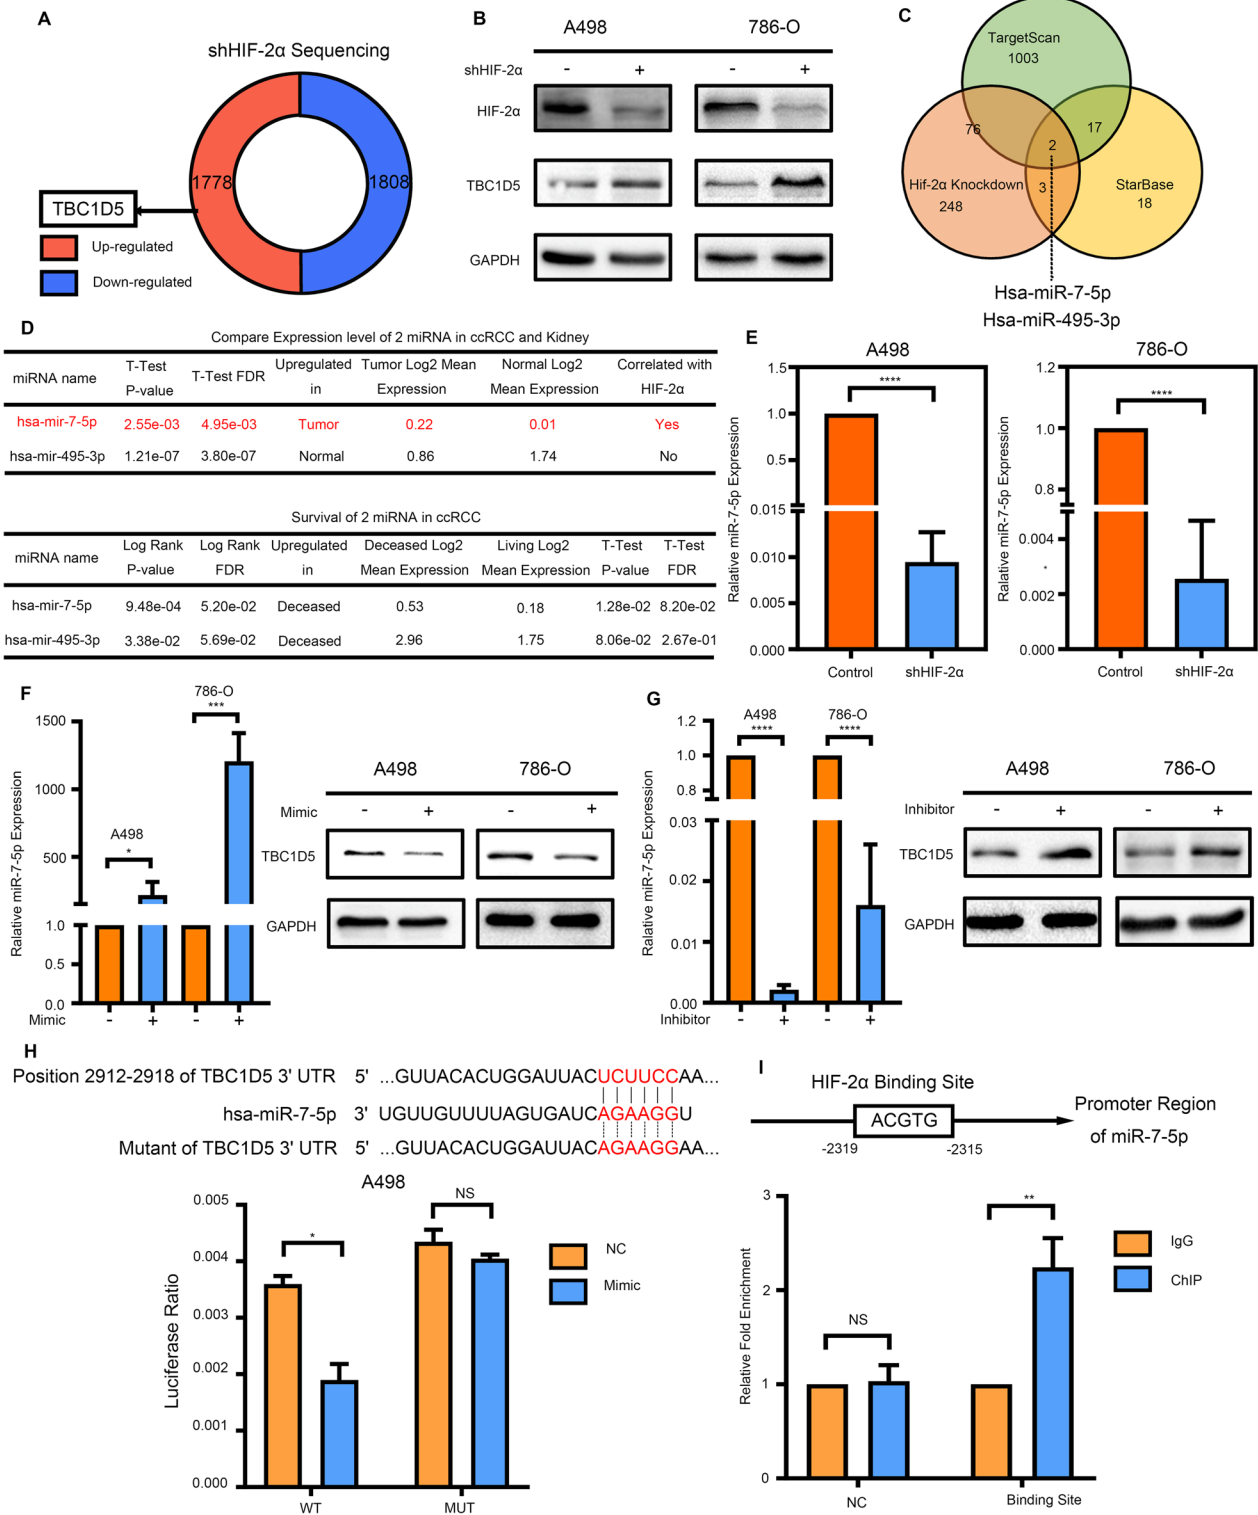 A
shHIF-2α Sequencing
1778
1808
TBC1D5
Up-regulated
Down-regulated
B
A498
786-O
shHIF-2α - + - +
HIF-2α
TBC1D5
GAPDH
C
TargetScan
1003
76
17
2
Hif-2α Knockdown
248
3
StarBase
18
Hsa-miR-7-5p
Hsa-miR-495-3p
D
Compare Expression level of 2 miRNA in ccRCC and Kidney
miRNA name T-Test P-value T-Test FDR Upregulated in Tumor Log2 Mean Expression Normal Log2 Mean Expression Correlated with HIF-2α
hsa-mir-7-5p 2.55e-03 4.95e-03 Tumor 0.22 0.01 Yes
hsa-mir-495-3p 1.21e-07 3.80e-07 Normal 0.86 1.74 No
Survival of 2 miRNA in ccRCC
miRNA name Log Rank P-value Log Rank FDR Upregulated in Deceased Log2 Mean Expression Living Log2 Mean Expression T-Test P-value T-Test FDR
hsa-mir-7-5p 9.48e-04 5.20e-02 Deceased 0.53 0.18 1.28e-02 8.20e-02
hsa-mir-495-3p 3.38e-02 5.69e-02 Deceased 2.96 1.75 8.06e-02 2.67e-01
E
A498
Ralative miR-7-5p Expression
1.5
1.0
0.5
0.015
0.010
0.005
0.000
****
Control
shHIF-2α
786-O
Ralative miR-7-5p Expression
1.2
1.0
0.8
0.004
0.002
0.000
****
Control
shHIF-2α
F
Ralative miR-7-5p Expression
1500
1000
500
1.0
0.5
0.0
A498
*
786-O
***
Mimic - + - +
A498
786-O
Mimic - + - +
TBC1D5
GAPDH
G
Ralative miR-7-5p Expression
1.2
1.0
0.8
0.03
0.02
0.01
0.00
A498
****
786-O
****
Inhibitor - + - +
A498
786-O
Inhibitor - + - +
TBC1D5
GAPDH
H
Position 2912-2918 of TBC1D5 3' UTR 5' ...GUUACACUGGAUUACUCUUCCAA...
hsa-miR-7-5p 3' UGUUGUUUUAGUGAUCAGAAGGU
Mutant of TBC1D5 3' UTR 5' ...GUUACACUGGAUUACAGAAGGAA...
A498
Luciferase Ratio
0.005
0.004
0.003
0.002
0.001
0.000
*
NS
WT
MUT
NC
Mimic
I
HIF-2α Binding Site
ACGTG
-2319
-2315
Promoter Region
of miR-7-5p
Relative Fold Enrichment
3
2
1
0
NS
**
NC
Binding Site
IgG
ChIP